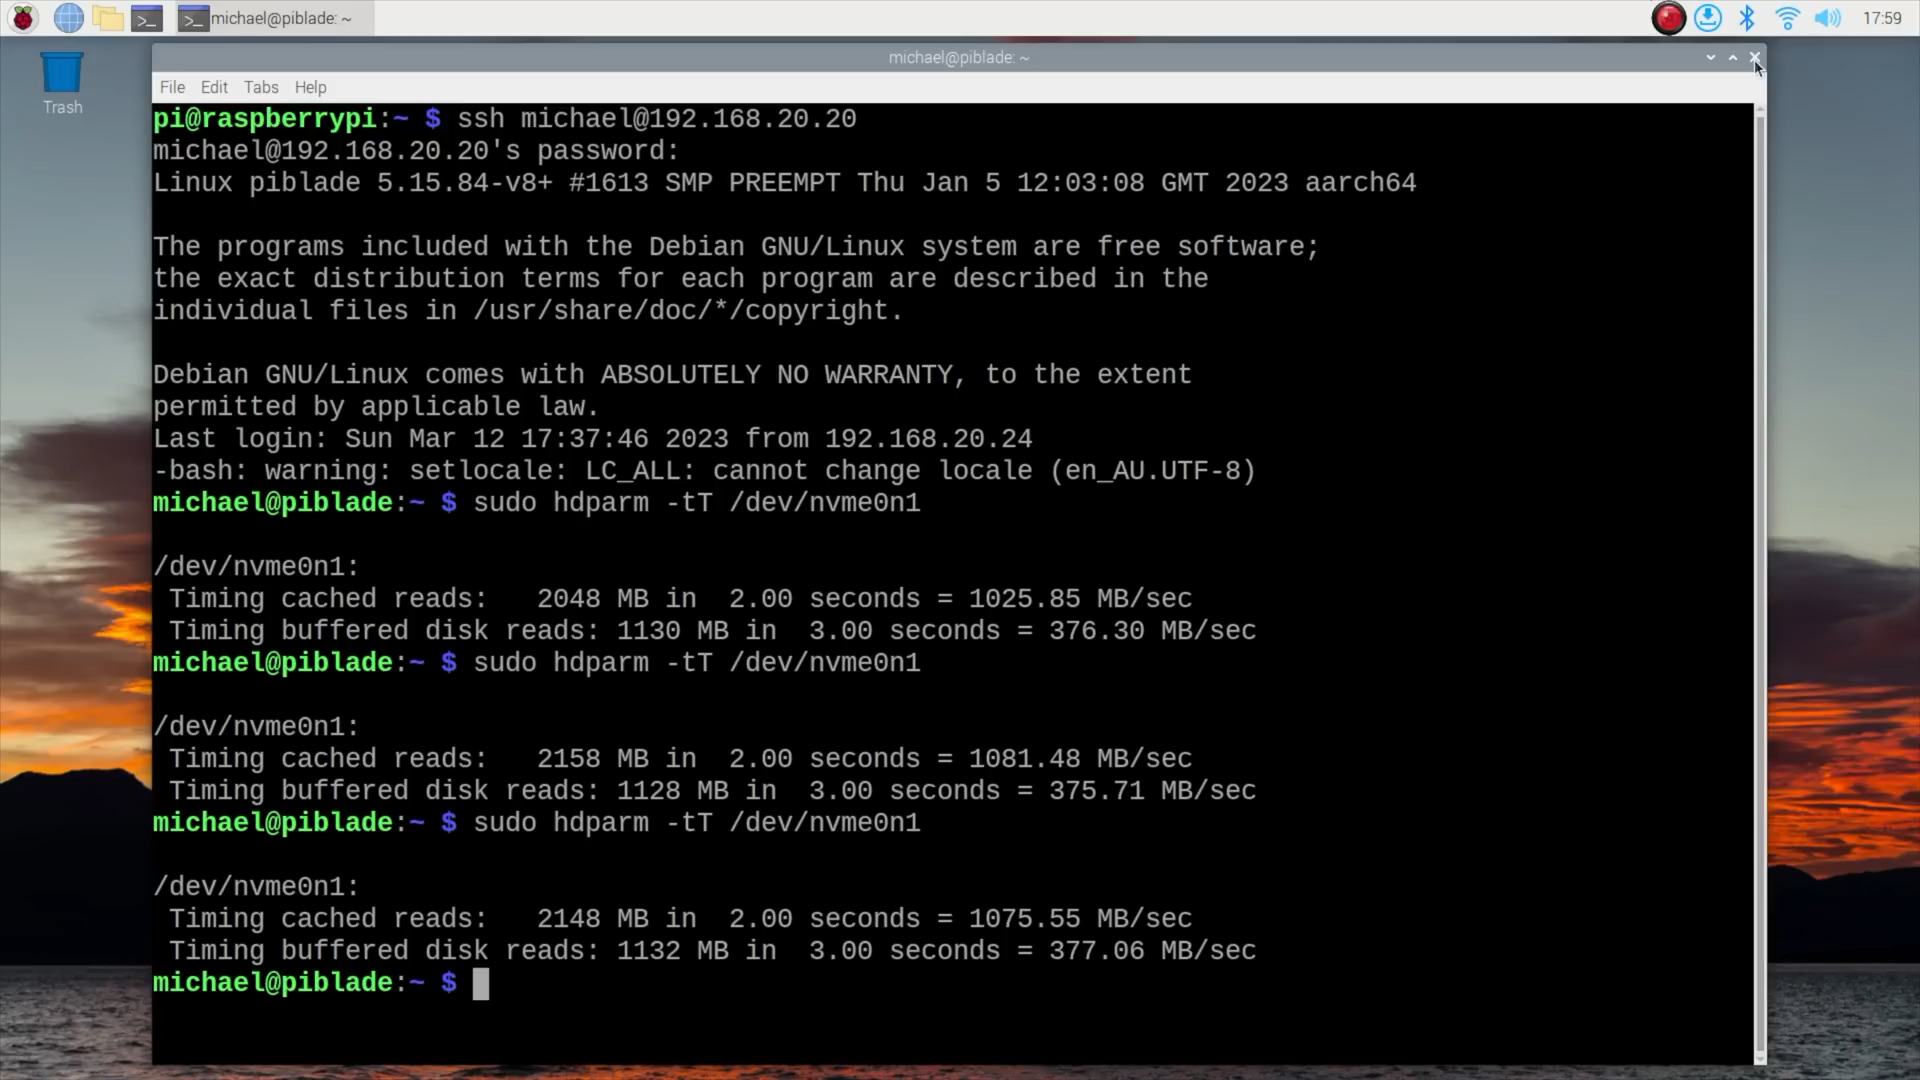 michael@piblade: ~
17:59
Trash
michael@piblade: ~
File Edit Tabs Help
pi@raspberrypi:~ $ ssh michael@192.168.20.20
michael@192.168.20.20's password:
Linux piblade 5.15.84-v8+ #1613 SMP PREEMPT Thu Jan 5 12:03:08 GMT 2023 aarch64
The programs included with the Debian GNU/Linux system are free software;
the exact distribution terms for each program are described in the
individual files in /usr/share/doc/*/copyright.
Debian GNU/Linux comes with ABSOLUTELY NO WARRANTY, to the extent
permitted by applicable law.
Last login: Sun Mar 12 17:37:46 2023 from 192.168.20.24
-bash: warning: setlocale: LC_ALL: cannot change locale (en_AU.UTF-8)
michael@piblade:~ $ sudo hdparm -tT /dev/nvme0n1
/dev/nvme0n1:
Timing cached reads:   2048 MB in  2.00 seconds = 1025.85 MB/sec
Timing buffered disk reads: 1130 MB in  3.00 seconds = 376.30 MB/sec
michael@piblade:~ $ sudo hdparm -tT /dev/nvme0n1
/dev/nvme0n1:
Timing cached reads:   2158 MB in  2.00 seconds = 1081.48 MB/sec
Timing buffered disk reads: 1128 MB in  3.00 seconds = 375.71 MB/sec
michael@piblade:~ $ sudo hdparm -tT /dev/nvme0n1
/dev/nvme0n1:
Timing cached reads:   2148 MB in  2.00 seconds = 1075.55 MB/sec
Timing buffered disk reads: 1132 MB in  3.00 seconds = 377.06 MB/sec
michael@piblade:~ $